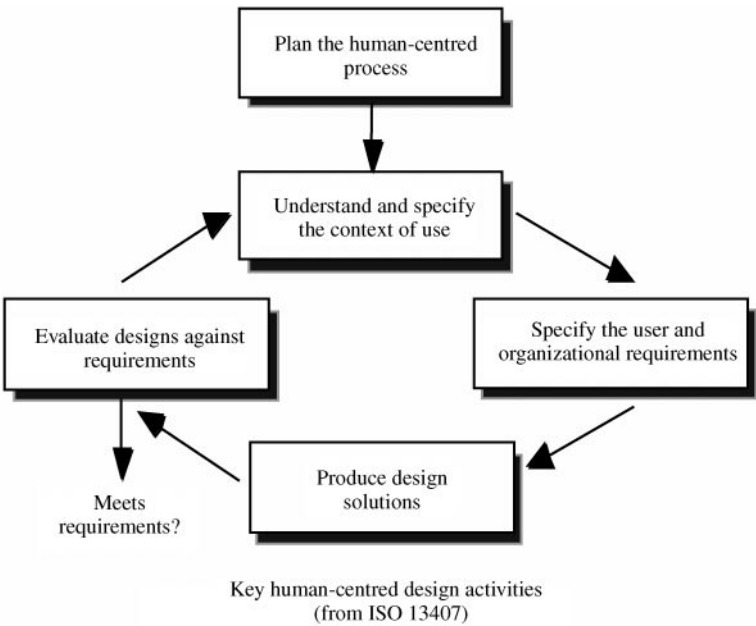 Plan the human-centred
process
Understand and specify
the context of use
Specify the user and
organizational requirements
Produce design
solutions
Evaluate designs against
requirements
Meets
requirements?
Key human-centred design activities
(from ISO 13407)